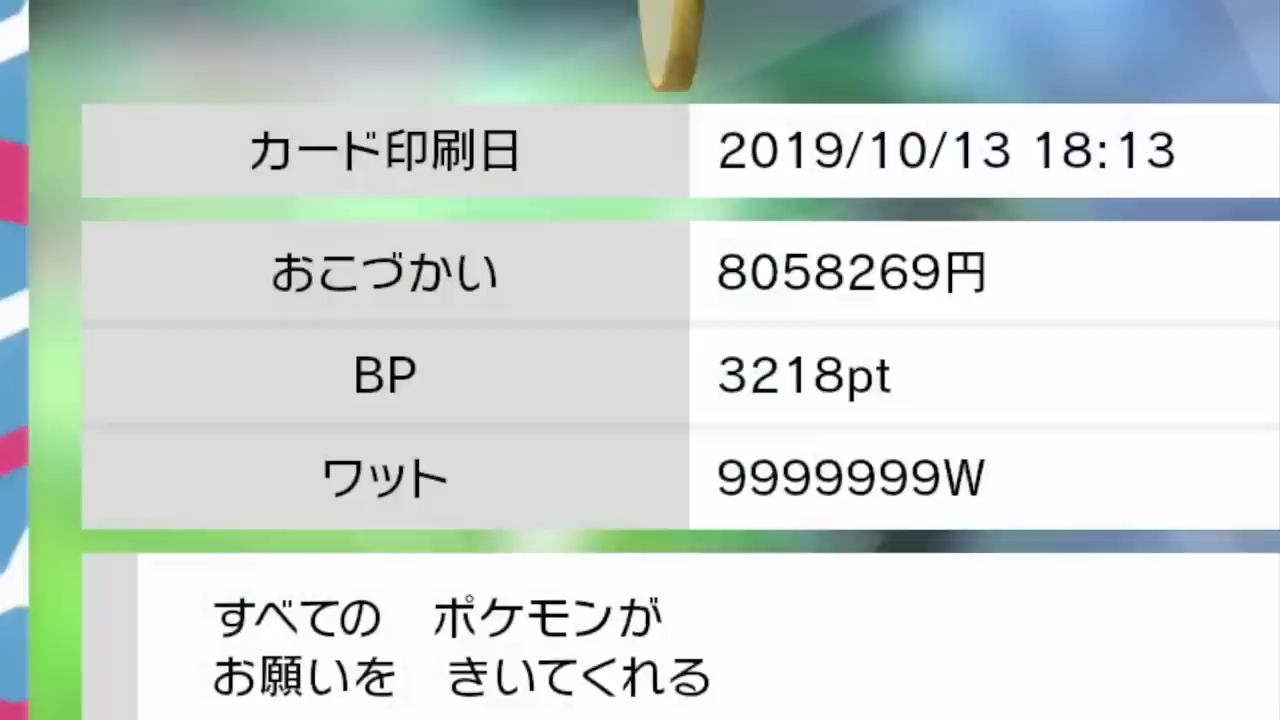 カード印刷日 2019/10/13 18:13
おこづかい 8058269円
BP 3218pt
ワット 9999999W
すべての　ポケモンが
お願いを　きいてくれる